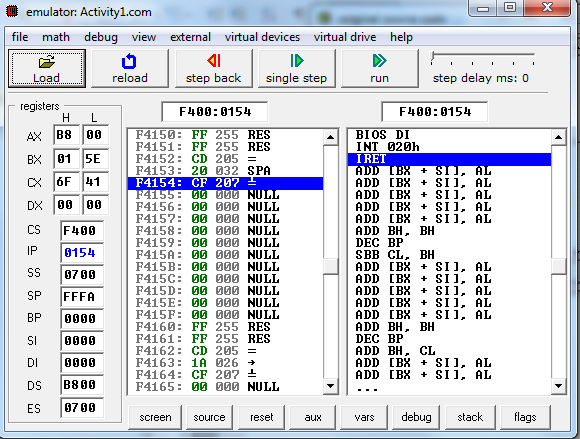 emulator: Activity1.com
file math debug view external virtual devices virtual drive help
Load reload step back single step run step delay ms: 0
registers
H L
AX B8 00
BX 01 5E
CX 6F 41
DX 00 00
CS F400
IP 0154
SS 0700
SP FFFA
BP 0000
SI 0000
DI 0000
DS B800
ES 0700
F400:0154
F4150: FF 255 RES
F4151: FF 255 RES
F4152: CD 205 =
F4153: 20 032 SPA
F4154: CF 207 ╧
F4155: 00 000 NULL
F4156: 00 000 NULL
F4157: 00 000 NULL
F4158: 00 000 NULL
F4159: 00 000 NULL
F415A: 00 000 NULL
F415B: 00 000 NULL
F415C: 00 000 NULL
F415D: 00 000 NULL
F415E: 00 000 NULL
F415F: 00 000 NULL
F4160: FF 255 RES
F4161: FF 255 RES
F4162: CD 205 =
F4163: 1A 026 →
F4164: CF 207 ╧
F4165: 00 000 NULL
F400:0154
BIOS DI
INT 020h
IRET
ADD [BX + SI], AL
ADD [BX + SI], AL
ADD [BX + SI], AL
ADD [BX + SI], AL
ADD [BX + SI], AL
ADD BH, BH
DEC BP
SBB CL, BH
ADD [BX + SI], AL
ADD [BX + SI], AL
ADD [BX + SI], AL
ADD [BX + SI], AL
ADD [BX + SI], AL
ADD BH, BH
DEC BP
ADD BH, CL
ADD [BX + SI], AL
ADD [BX + SI], AL
...
screen source reset aux vars debug stack flags